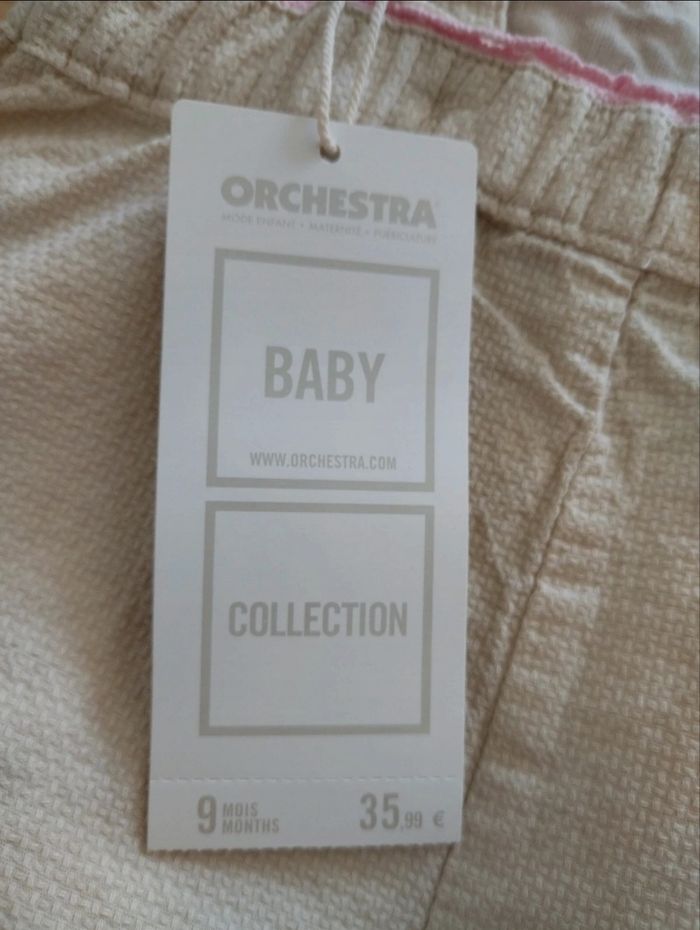 ORCHESTRA
MODE ENFANT • MATERNITÉ • PUÉRICULTURE
BABY
WWW.ORCHESTRA.COM
COLLECTION
9 MOIS
MONTHS
35,99 €